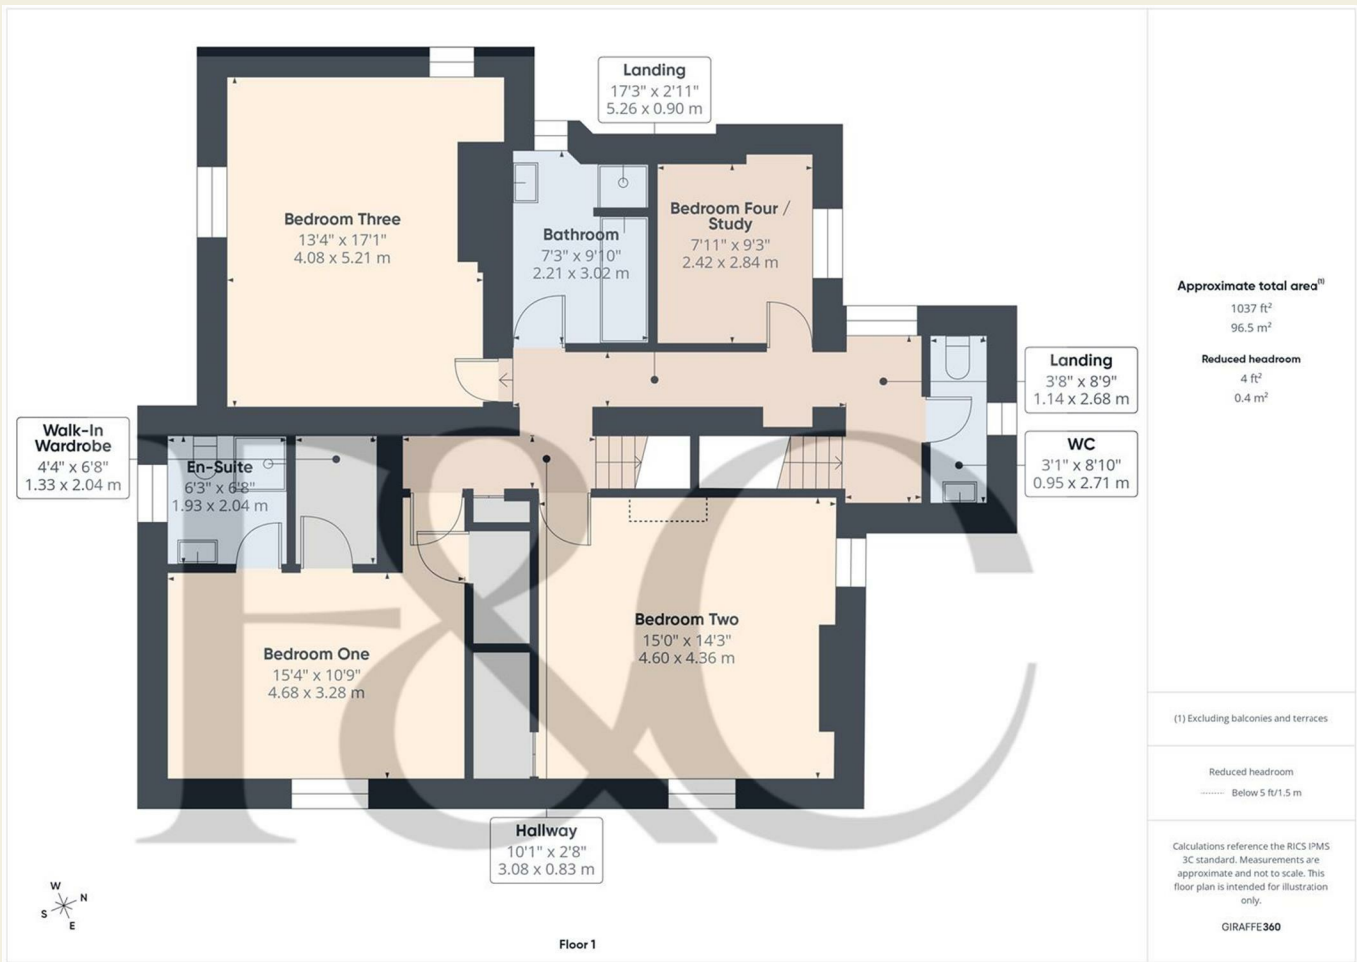 Landing
17'3" x 2'11"
5.26 x 0.90 m
Bedroom Three
13'4" x 17'1"
4.08 x 5.21 m
Bathroom
7'3" x 9'10"
2.21 x 3.02 m
Bedroom Four /
Study
7'11" x 9'3"
2.42 x 2.84 m
Landing
3'8" x 8'9"
1.14 x 2.68 m
WC
3'1" x 8'10"
0.95 x 2.71 m
Walk-In
Wardrobe
4'4" x 6'8"
1.33 x 2.04 m
En-Suite
6'3" x 6'8"
1.93 x 2.04 m
Bedroom One
15'4" x 10'9"
4.68 x 3.28 m
Bedroom Two
15'0" x 14'3"
4.60 x 4.36 m
Hallway
10'1" x 2'8"
3.08 x 0.83 m
F&C
W
N
S
E
Floor 1
Approximate total area(1)
1037 ft²
96.5 m²
Reduced headroom
4 ft²
0.4 m²
(1) Excluding balconies and terraces
Reduced headroom
Below 5 ft/1.5 m
Calculations reference the RICS IPMS
3C standard. Measurements are
approximate and not to scale. This
floor plan is intended for illustration
only.
GIRAFFE360